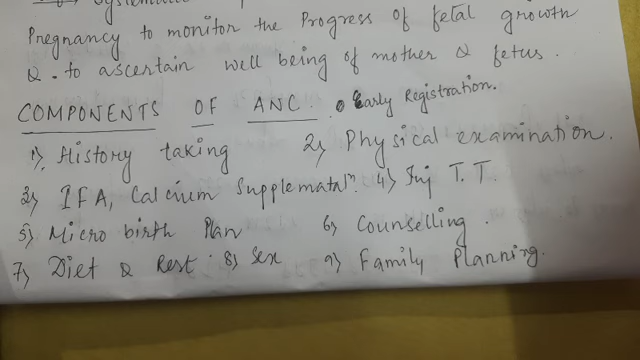 Systematic
Pregnancy to monitor the Progress of fetal growth
& . to ascertain well being of mother & fetus .
COMPONENTS OF ANC . Early Registration.
1) History taking 2) Physical examination.
3) IFA, Calcium Supplematatn. 4) Inj T.T.
5) Micro birth Plan 6) Counselling .
7) Diet & Rest . 8) Sex 9) Family Planning.